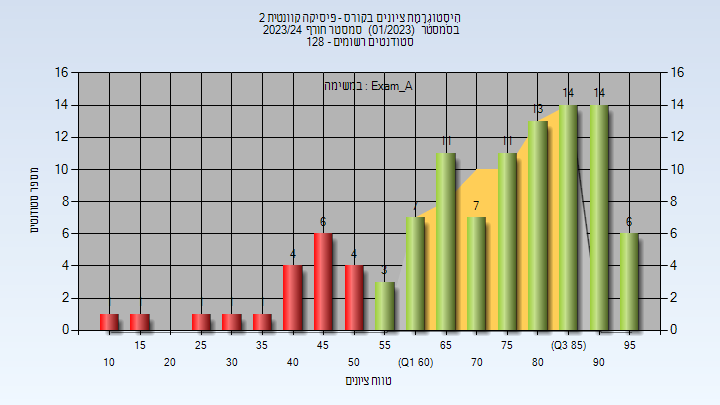 היסטוגרמת ציונים בקורס - פיסיקה קוונטית 2
בסמסטר (01/2023) סמסטר חורף 2023/24
סטודנטים רשומים - 128
במשימה : Exam_A
16 16
14 14
12 12
10 10
8 8
6 6
4 4
2 2
0 0
4 6 4 3 7 11 7 11 13 14 14 6
מספר סטודנטים
15 25 35 45 55 65 75 (Q3 85) 95
10 20 30 40 50 (Q1 60) 70 80 90
טווח ציונים